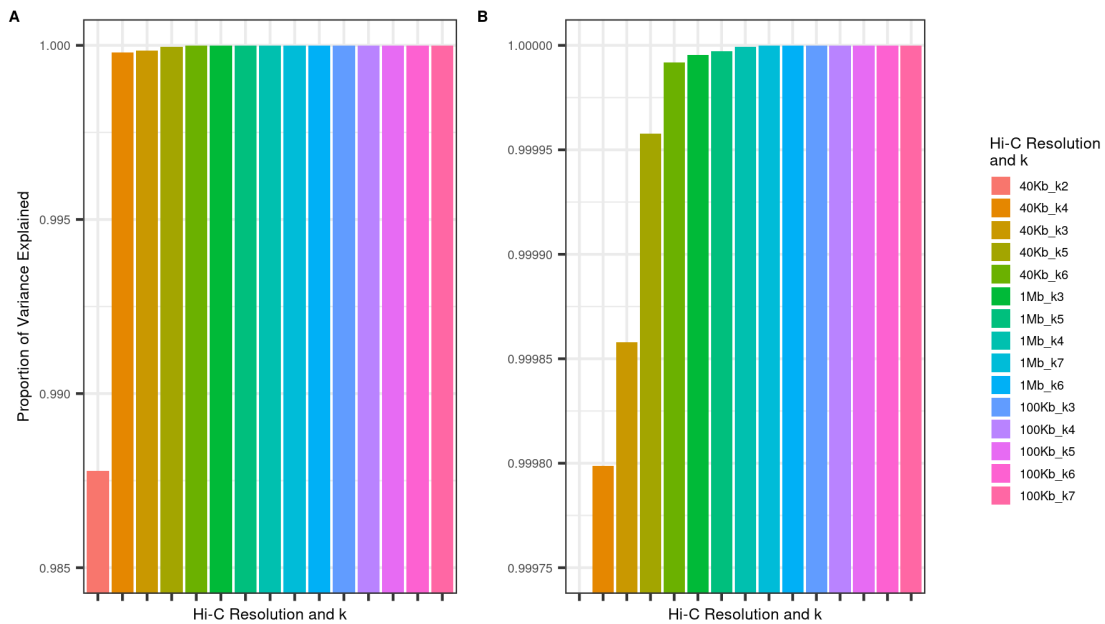 A
1.000
0.995
0.990
0.985
Proportion of Variance Explained
Hi-C Resolution and k
B
1.00000
0.99995
0.99990
0.99985
0.99980
0.99975
Hi-C Resolution and k
Hi-C Resolution
and k
40Kb_k2
40Kb_k4
40Kb_k3
40Kb_k5
40Kb_k6
1Mb_k3
1Mb_k5
1Mb_k4
1Mb_k7
1Mb_k6
100Kb_k3
100Kb_k4
100Kb_k5
100Kb_k6
100Kb_k7